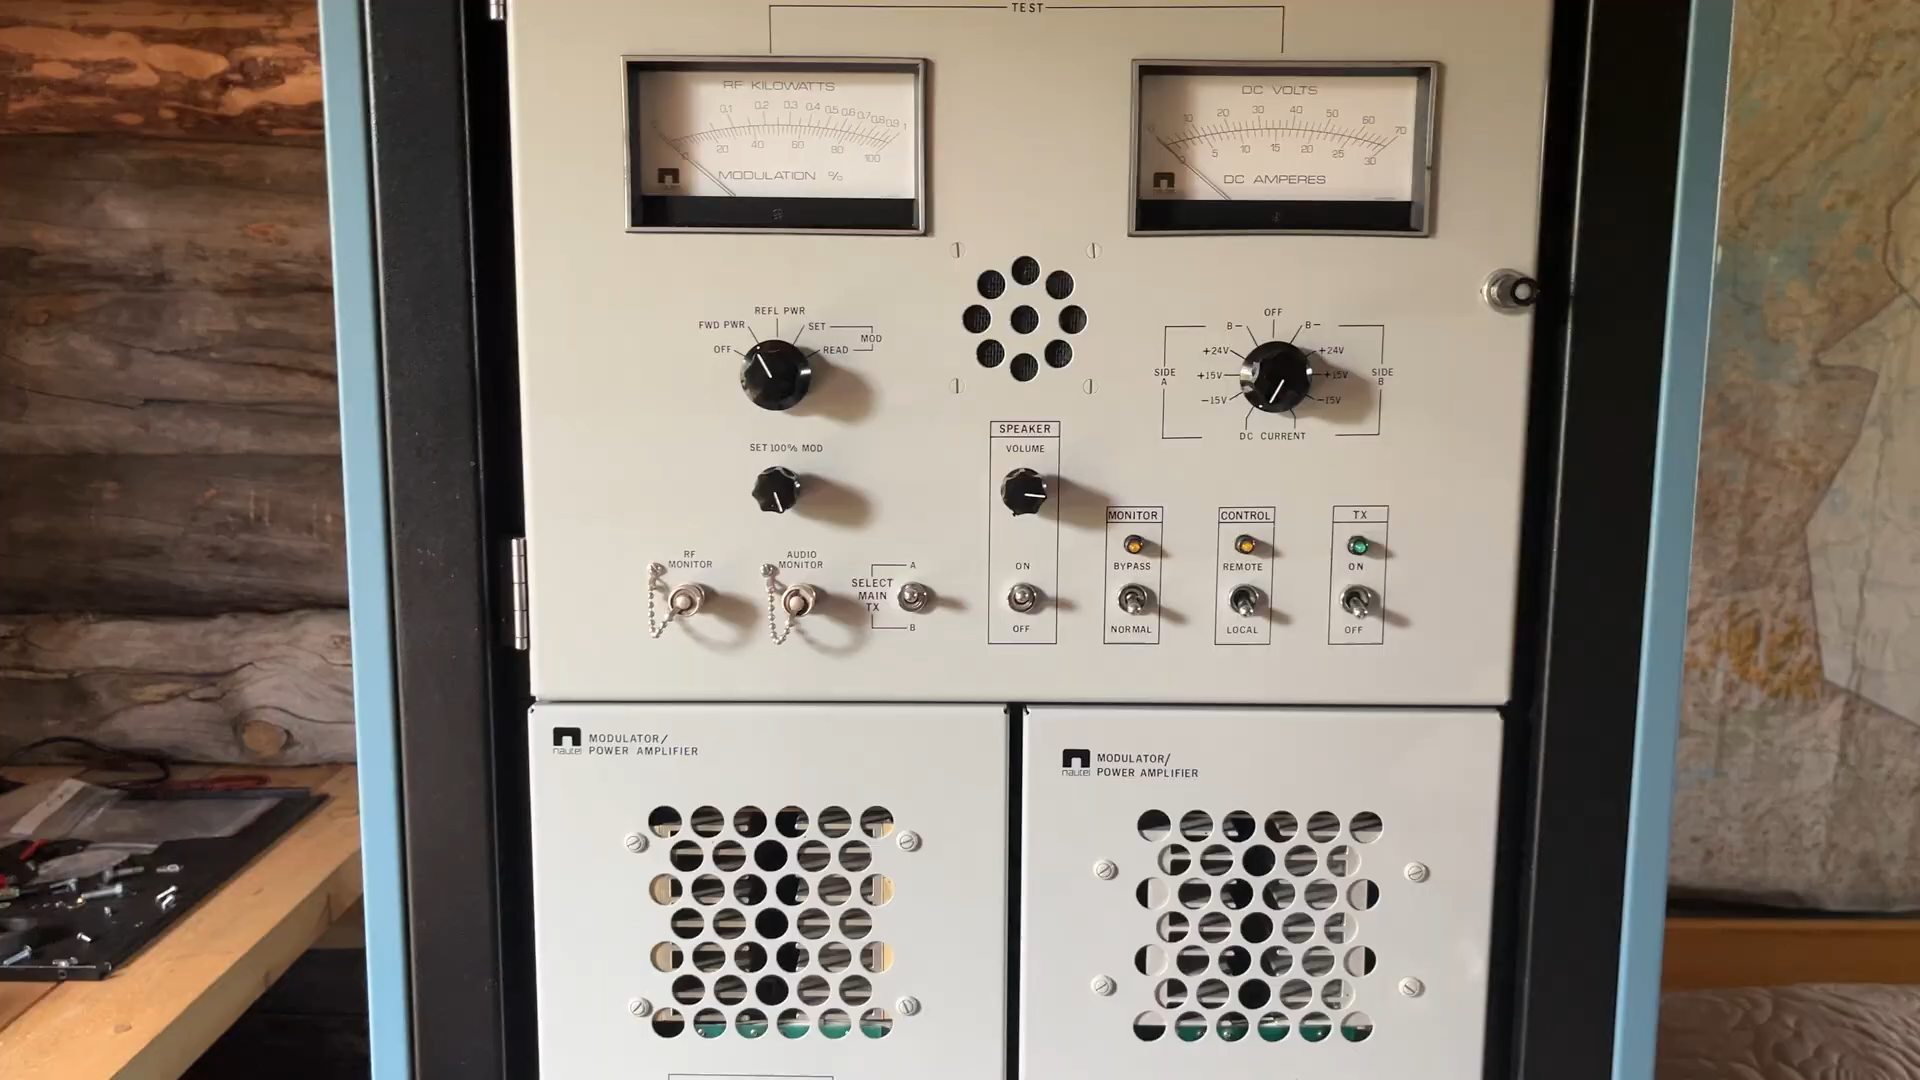 TEST
RF KILOWATTS
0.1 0.2 0.3 0.4 0.5 0.6 0.7 0.8 0.9 1
0 20 40 60 80 100
MODULATION %
DC VOLTS
0 10 20 30 40 50 60 70
0 5 10 15 20 25 30
DC AMPERES
REFL PWR
FWD PWR
SET
OFF
READ
MOD
OFF
B-
B-
+24V
+24V
SIDE A
+15V
+15V
SIDE B
-15V
-15V
DC CURRENT
SET 100% MOD
SPEAKER
VOLUME
ON
OFF
RF MONITOR
AUDIO MONITOR
SELECT MAIN TX
A
B
MONITOR
BYPASS
NORMAL
CONTROL
REMOTE
LOCAL
TX
ON
OFF
nautel
MODULATOR/
POWER AMPLIFIER
nautel
MODULATOR/
POWER AMPLIFIER